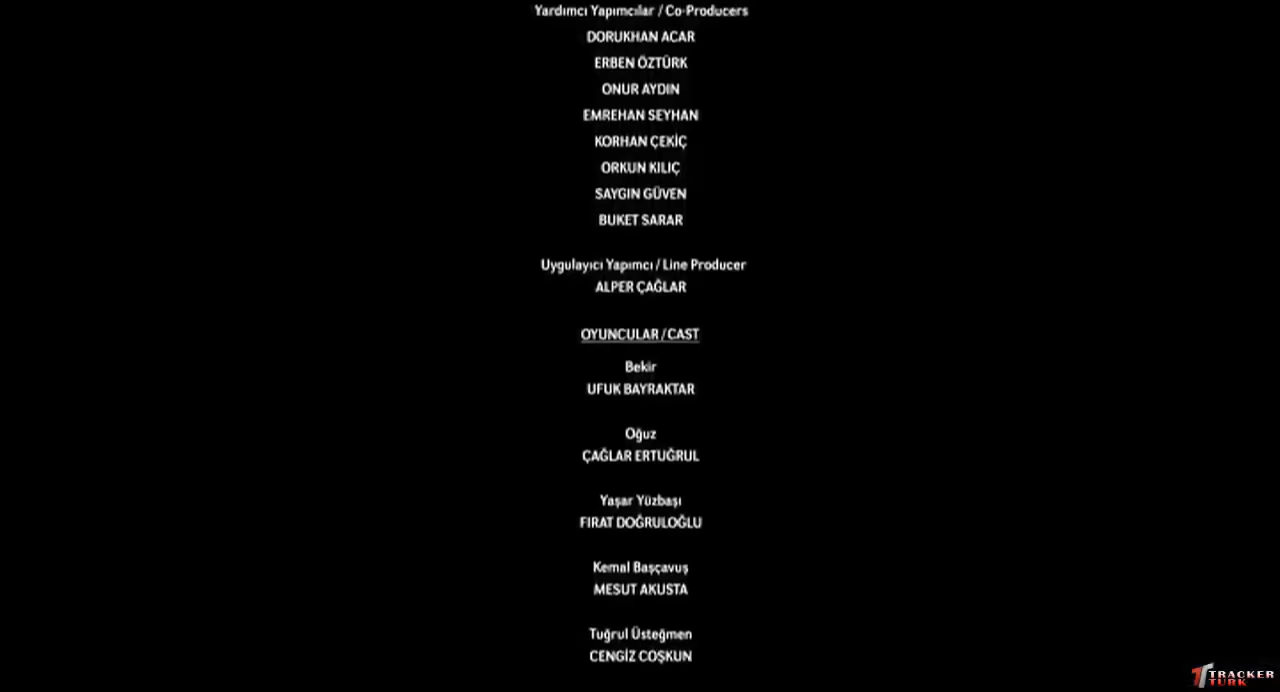 Yardımcı Yapımcılar / Co-Producers
DORUKHAN ACAR
ERBEN ÖZTÜRK
ONUR AYDIN
EMREHAN SEYHAN
KORHAN ÇEKİÇ
ORKUN KILIÇ
SAYGIN GÜVEN
BUKET SARAR
Uygulayıcı Yapımcı / Line Producer
ALPER ÇAĞLAR
OYUNCULAR / CAST
Bekir
UFUK BAYRAKTAR
Oğuz
ÇAĞLAR ERTUĞRUL
Yaşar Yüzbaşı
FIRAT DOĞRULOĞLU
Kemal Başçavuş
MESUT AKUSTA
Tuğrul Üsteğmen
CENGİZ COŞKUN
TRACKER
TURK